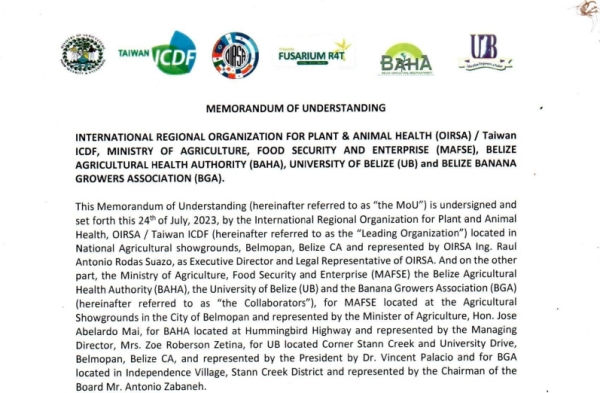 TAIWAN ICDF
OIRSA
FUSARIUM R4T
BAHA
UB
MEMORANDUM OF UNDERSTANDING
INTERNATIONAL REGIONAL ORGANIZATION FOR PLANT & ANIMAL HEALTH (OIRSA) / Taiwan
ICDF, MINISTRY OF AGRICULTURE, FOOD SECURITY AND ENTERPRISE (MAFSE), BELIZE
AGRICULTURAL HEALTH AUTHORITY (BAHA), UNIVERSITY OF BELIZE (UB) and BELIZE BANANA
GROWERS ASSOCIATION (BGA).
This Memorandum of Understanding (hereinafter referred to as “the MoU”) is undersigned and
set forth this 24th of July, 2023, by the International Regional Organization for Plant and Animal
Health, OIRSA / Taiwan ICDF (hereinafter referred to as the “Leading Organization”) located in
National Agricultural showgrounds, Belmopan, Belize CA and represented by OIRSA Ing. Raul
Antonio Rodas Suazo, as Executive Director and Legal Representative of OIRSA. And on the other
part, the Ministry of Agriculture, Food Security and Enterprise (MAFSE) the Belize Agricultural
Health Authority (BAHA), the University of Belize (UB) and the Banana Growers Association (BGA)
(hereinafter referred to as “the Collaborators”), for MAFSE located at the Agricultural
Showgrounds in the City of Belmopan and represented by the Minister of Agriculture, Hon. Jose
Abelardo Mai, for BAHA located at Hummingbird Highway and represented by the Managing
Director, Mrs. Zoe Roberson Zetina, for UB located Corner Stann Creek and University Drive,
Belmopan, Belize CA, and represented by the President by Dr. Vincent Palacio and for BGA
located in Independence Village, Stann Creek District and represented by the Chairman of the
Board Mr. Antonio Zabaneh.